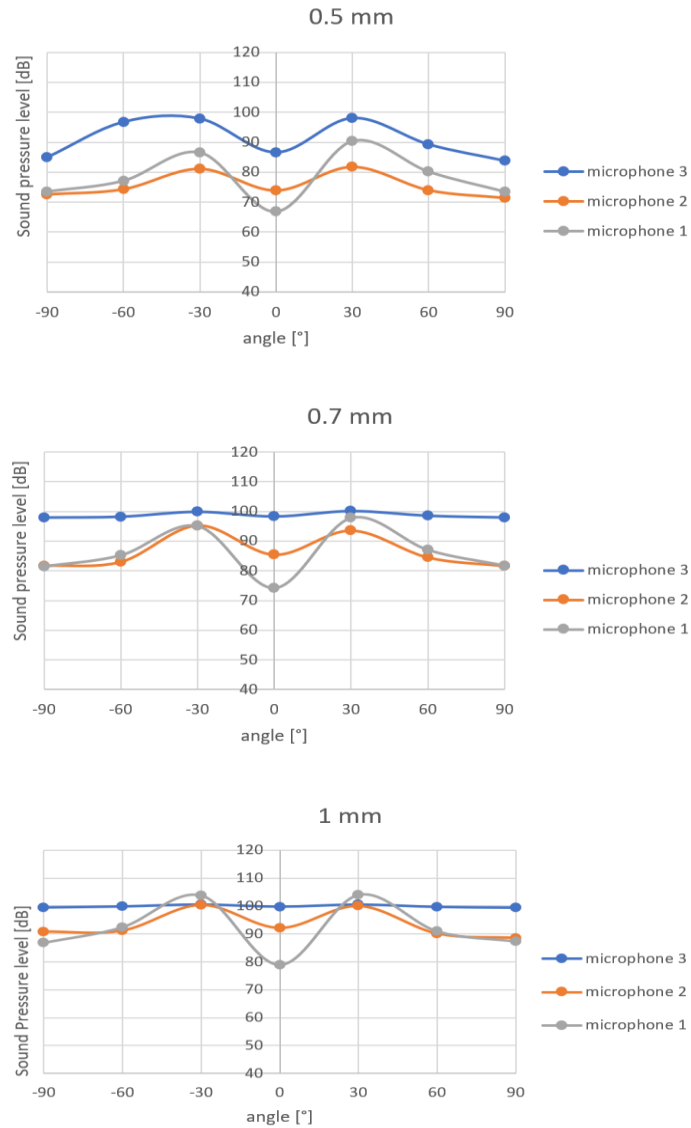 0.5 mm
Sound pressure level [dB]
120
110
100
90
80
70
60
50
40
-90 -60 -30 0 30 60 90
angle [°]
microphone 3
microphone 2
microphone 1
0.7 mm
Sound pressure level [dB]
120
110
100
90
80
70
60
50
40
-90 -60 -30 0 30 60 90
angle [°]
microphone 3
microphone 2
microphone 1
1 mm
Sound Pressure level [dB]
120
110
100
90
80
70
60
50
40
-90 -60 -30 0 30 60 90
angle [°]
microphone 3
microphone 2
microphone 1